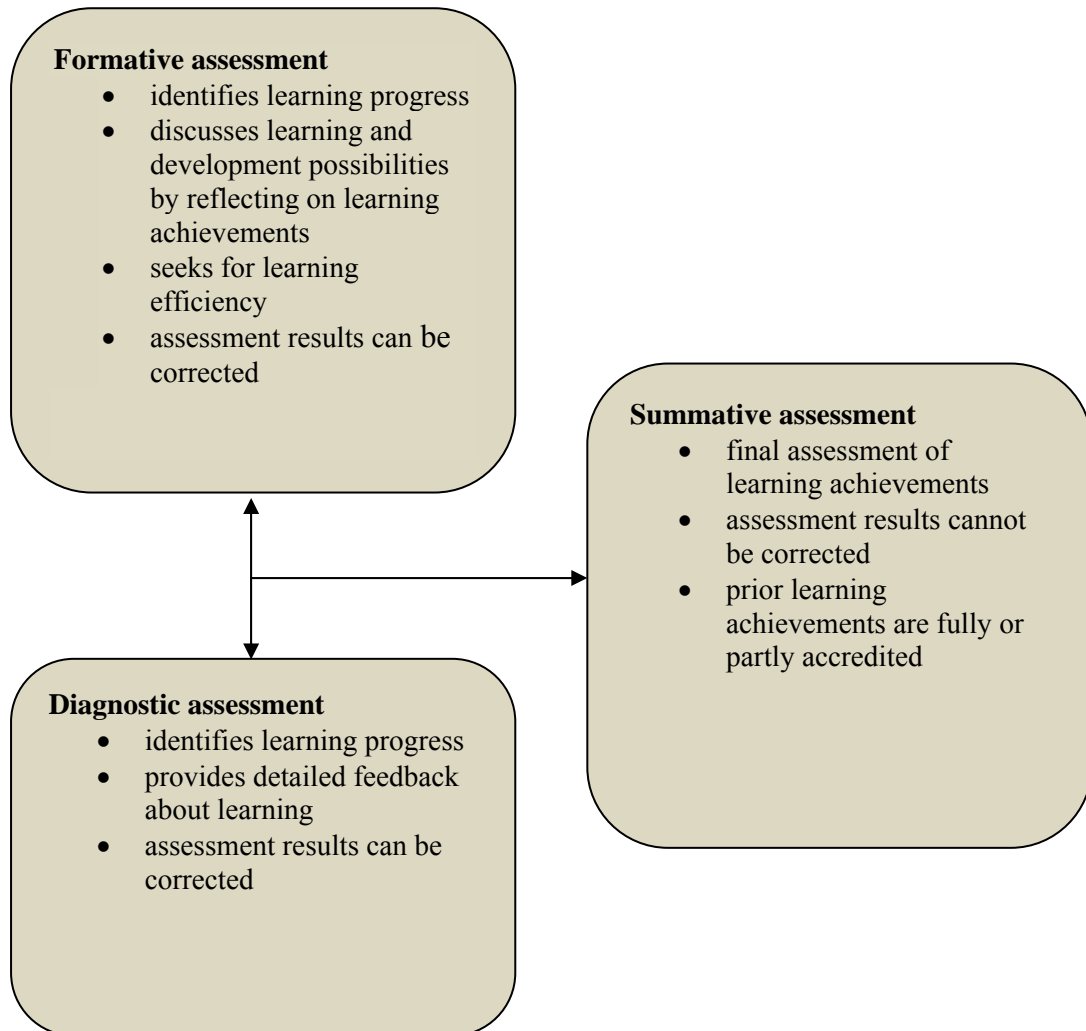 Formative assessment
• identifies learning progress
• discusses learning and
development possibilities
by reflecting on learning
achievements
• seeks for learning
efficiency
• assessment results can be
corrected
Summative assessment
• final assessment of
learning achievements
• assessment results cannot
be corrected
• prior learning
achievements are fully or
partly accredited
Diagnostic assessment
• identifies learning progress
• provides detailed feedback
about learning
• assessment results can be
corrected